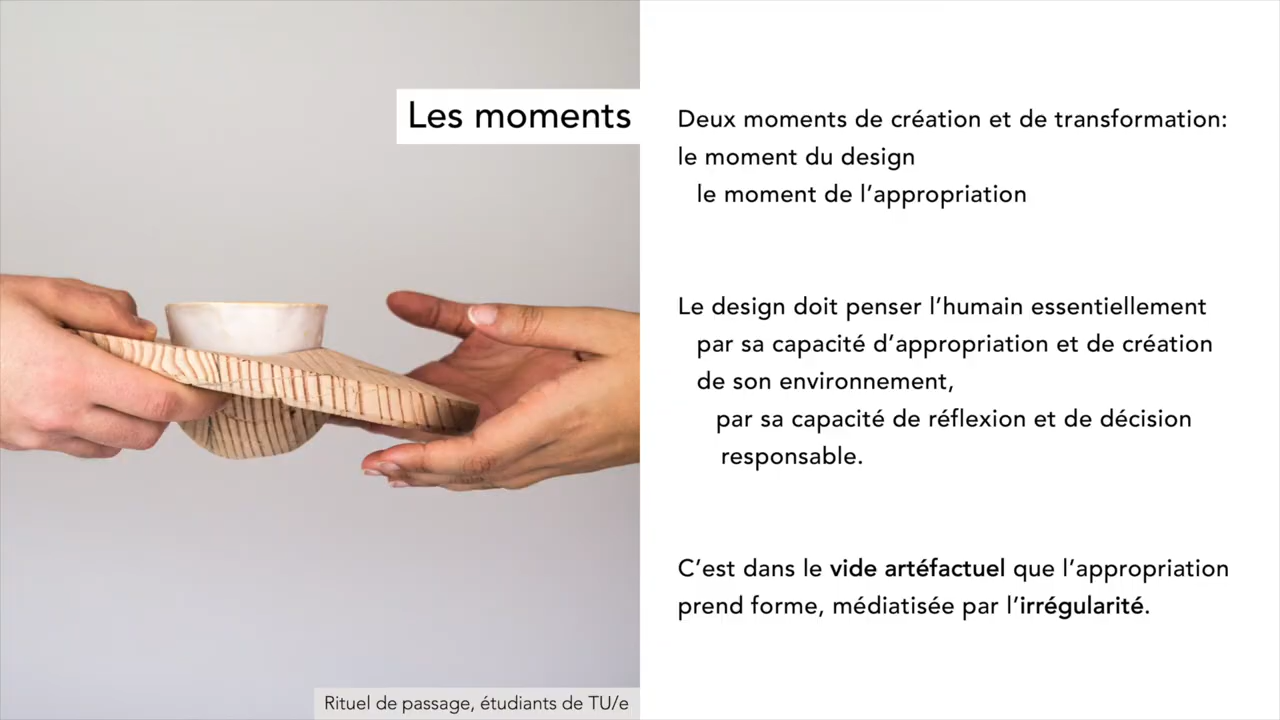 Les moments
Deux moments de création et de transformation:
le moment du design
le moment de l’appropriation
Le design doit penser l’humain essentiellement
par sa capacité d’appropriation et de création
de son environnement,
par sa capacité de réflexion et de décision
responsable.
C’est dans le vide artéfactuel que l’appropriation
prend forme, médiatisée par l’irrégularité.
Rituel de passage, étudiants de TU/e